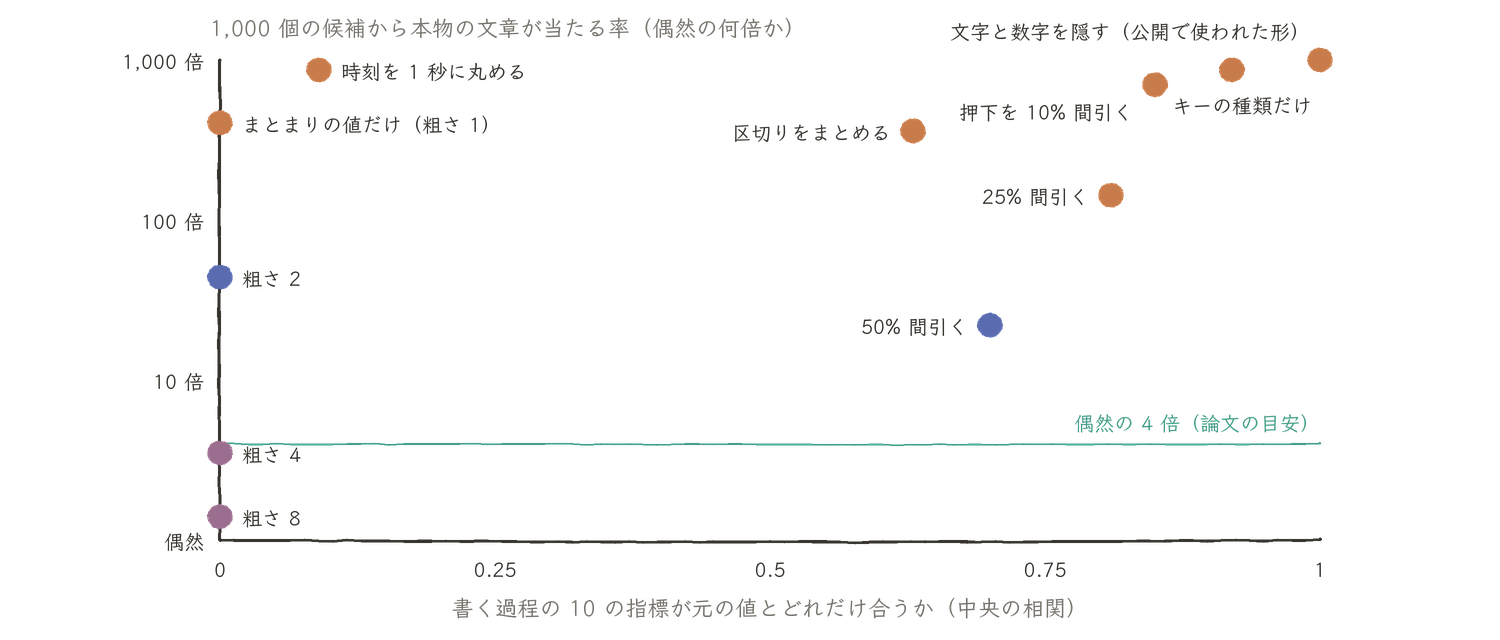 1,000 個の候補から本物の文章が当たる率（偶然の何倍か）
文字と数字を隠す（公開で使われた形）
1,000 倍
時刻を 1 秒に丸める
まとまりの値だけ（粗さ 1）
区切りをまとめる
押下を 10% 間引く
キーの種類だけ
25% 間引く
100 倍
粗さ 2
50% 間引く
10 倍
偶然の 4 倍（論文の目安）
粗さ 4
粗さ 8
偶然
0
0.25
0.5
0.75
1
書く過程の 10 の指標が元の値とどれだけ合うか（中央の相関）